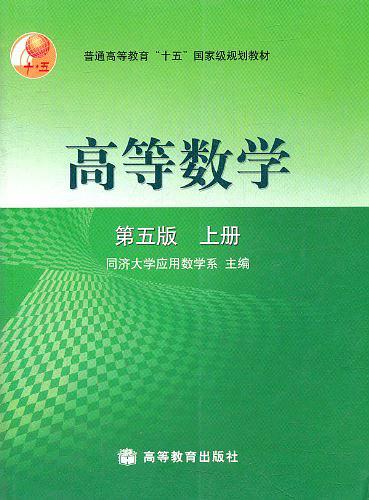 普通高等教育“十五”国家级规划教材
十·五
高等数学
第五版 上册
同济大学应用数学系 主编
高等教育出版社